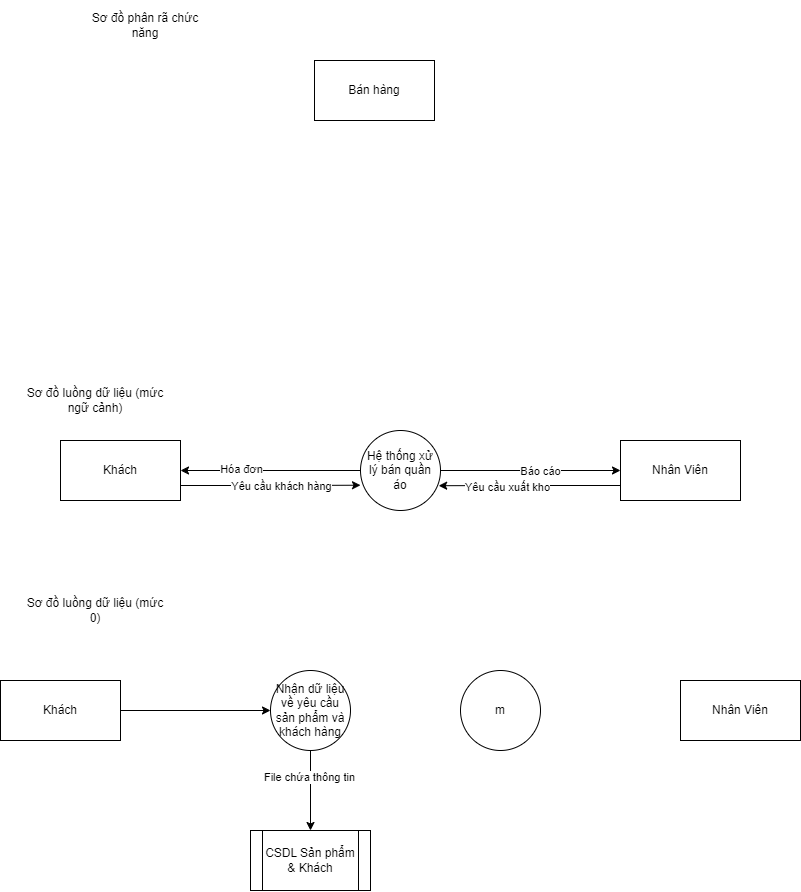 Sơ đồ phân rã chức
năng
Bán hàng
Sơ đồ luồng dữ liệu (mức
ngữ cảnh)
Khách
Hóa đơn
Yêu cầu khách hàng
Hệ thống xử
lý bán quần
áo
Báo cáo
Yêu cầu xuất kho
Nhân Viên
Sơ đồ luồng dữ liệu (mức
0)
Khách
Nhận dữ liệu
về yêu cầu
sản phẩm và
khách hàng
m
Nhân Viên
File chứa thông tin
CSDL Sản phẩm
& Khách